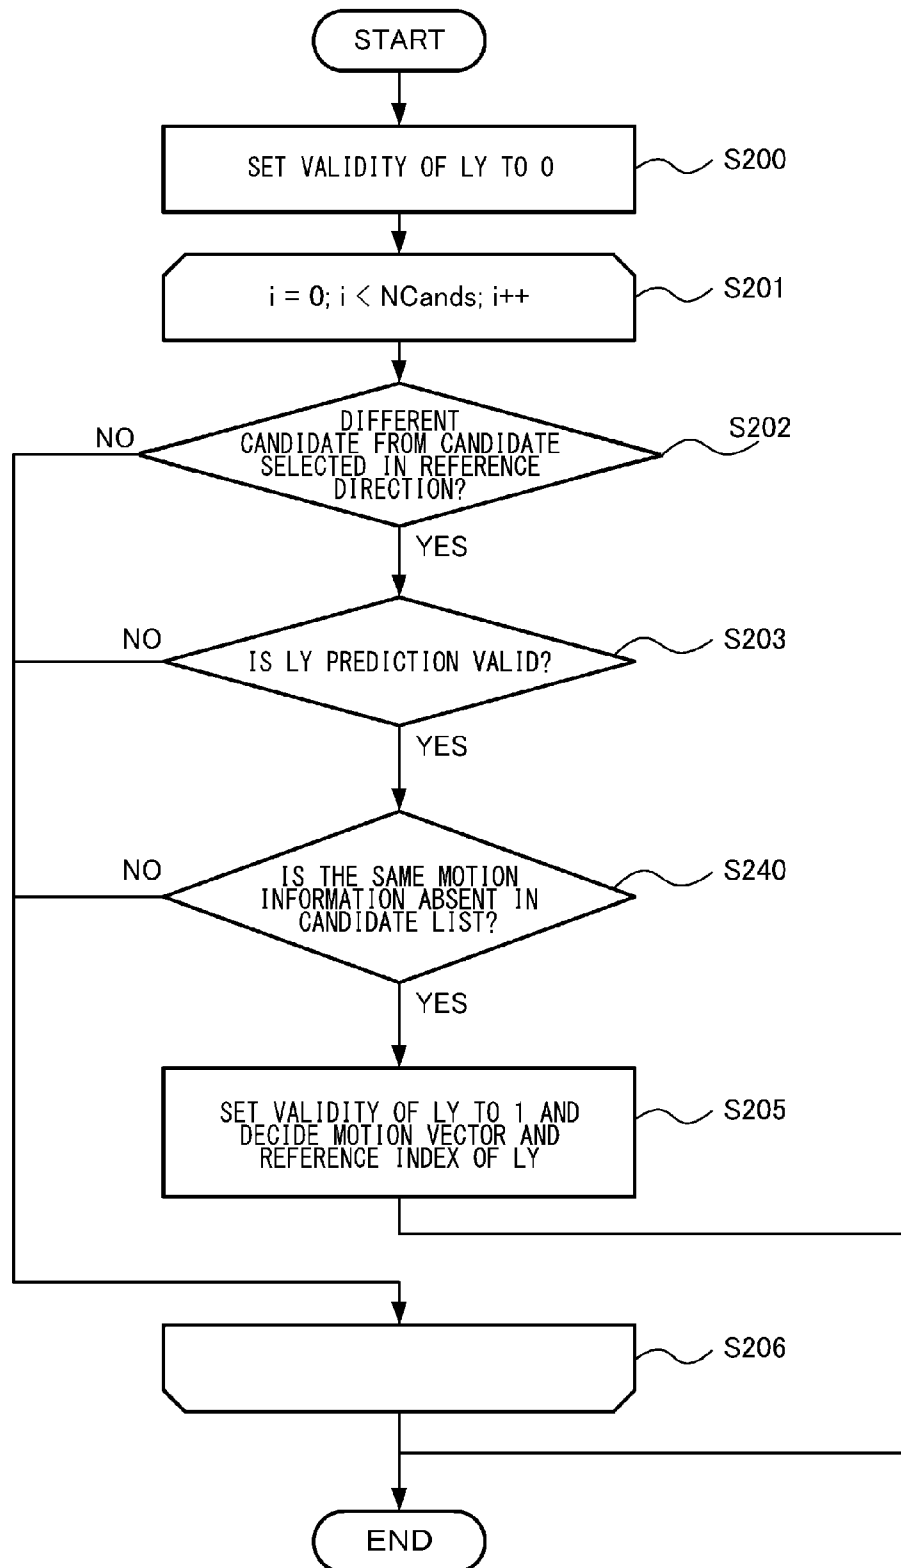 START
SET VALIDITY OF LY TO 0
S200
i = 0; i < NCands; i++
S201
DIFFERENT
CANDIDATE FROM CANDIDATE
SELECTED IN REFERENCE
DIRECTION?
S202
NO
YES
IS LY PREDICTION VALID?
S203
NO
YES
IS THE SAME MOTION
INFORMATION ABSENT IN
CANDIDATE LIST?
S240
NO
YES
SET VALIDITY OF LY TO 1 AND
DECIDE MOTION VECTOR AND
REFERENCE INDEX OF LY
S205
S206
END